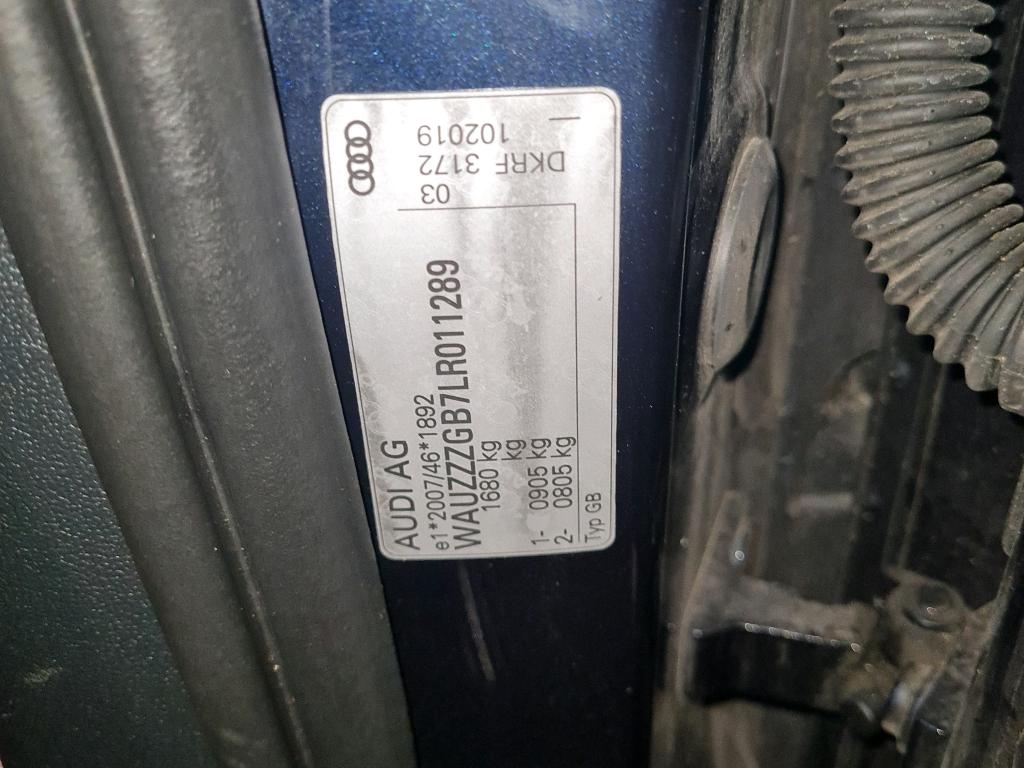 AUDI AG
e1*2007/46*1892
WAUZZZGB7LR011289
1680 kg
kg
1- 0905 kg
2- 0805 kg
Typ GB
03
DKRF 3172
102019